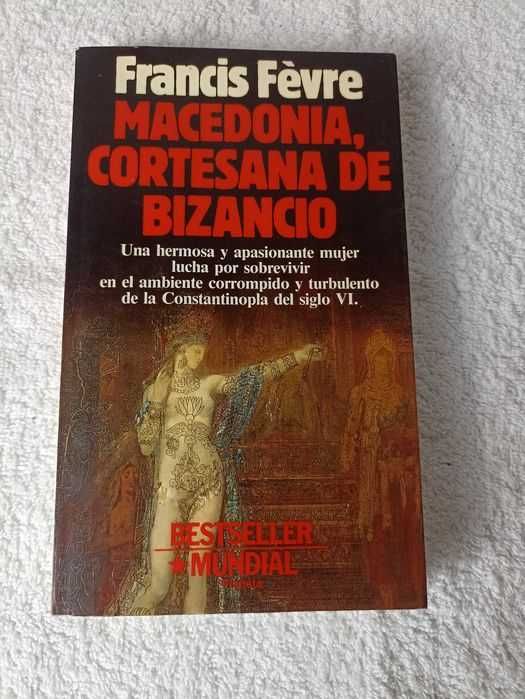 Francis Fèvre
MACEDONIA,
CORTESANA DE
BIZANCIO
Una hermosa y apasionante mujer
lucha por sobrevivir
en el ambiente corrompido y turbulento
de la Constantinopla del siglo VI.
BESTSELLER
★ MUNDIAL